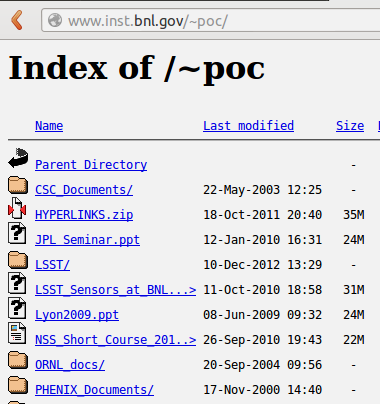 www.inst.bnl.gov/~poc/
Index of /~poc
Name Last modified Size
Parent Directory -
CSC_Documents/ 22-May-2003 12:25 -
HYPERLINKS.zip 18-Oct-2011 20:40 35M
JPL_Seminar.ppt 12-Jan-2010 16:31 24M
LSST/ 10-Dec-2012 13:29 -
LSST_Sensors_at_BNL...> 11-Oct-2010 18:58 31M
Lyon2009.ppt 08-Jun-2009 09:32 24M
NSS_Short_Course_201..> 26-Sep-2010 19:43 22M
ORNL_docs/ 20-Sep-2004 09:56 -
PHENIX_Documents/ 17-Nov-2000 14:40 -